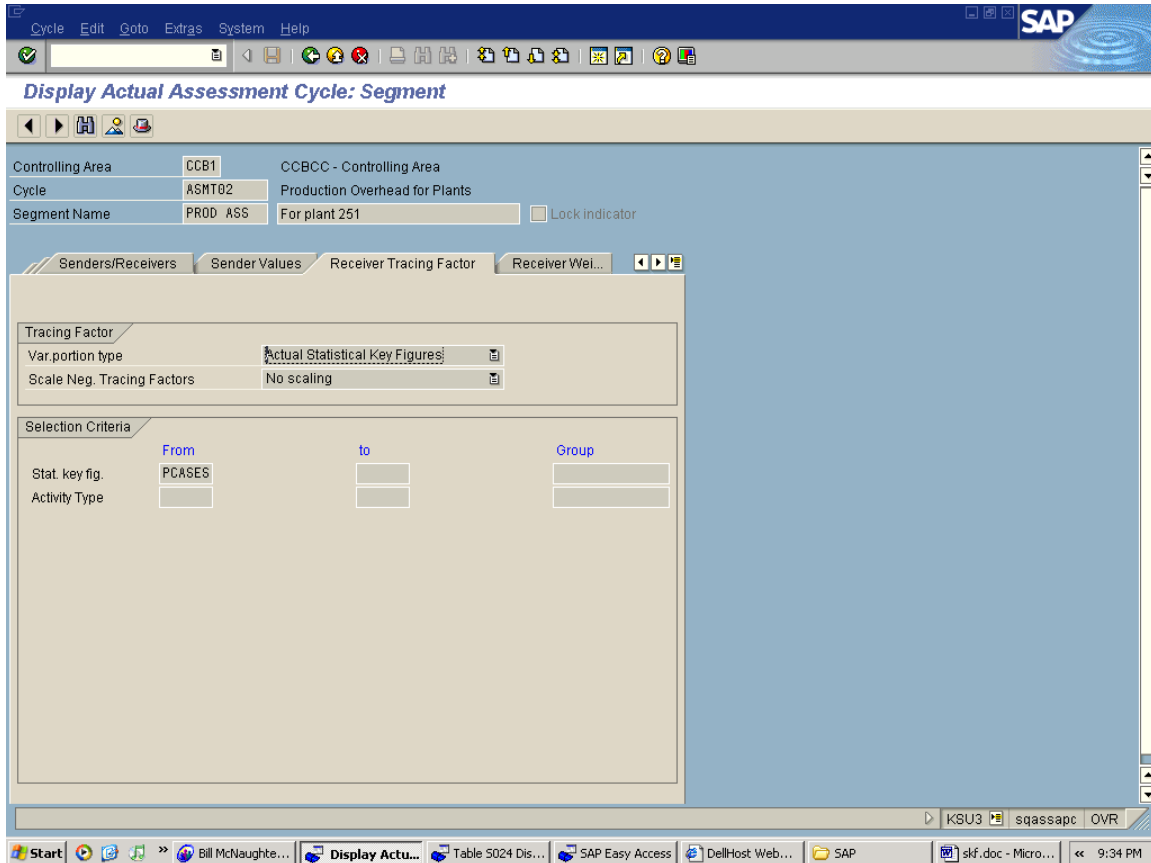 Cycle Edit Goto Extras System Help
SAP
Display Actual Assessment Cycle: Segment
Controlling Area CCB1 CCBCC - Controlling Area
Cycle ASMT02 Production Overhead for Plants
Segment Name PROD ASS For plant 251 Lock indicator
Senders/Receivers Sender Values Receiver Tracing Factor Receiver Wei...
Tracing Factor
Var.portion type Actual Statistical Key Figures
Scale Neg. Tracing Factors No scaling
Selection Criteria
From to Group
Stat. key fig. PCASES
Activity Type
KSU3 sqassapc OVR
Start » Bill McNaughte... Display Actu... Table S024 Dis... SAP Easy Access DellHost Web... SAP skf.doc - Micro... « 9:34 PM